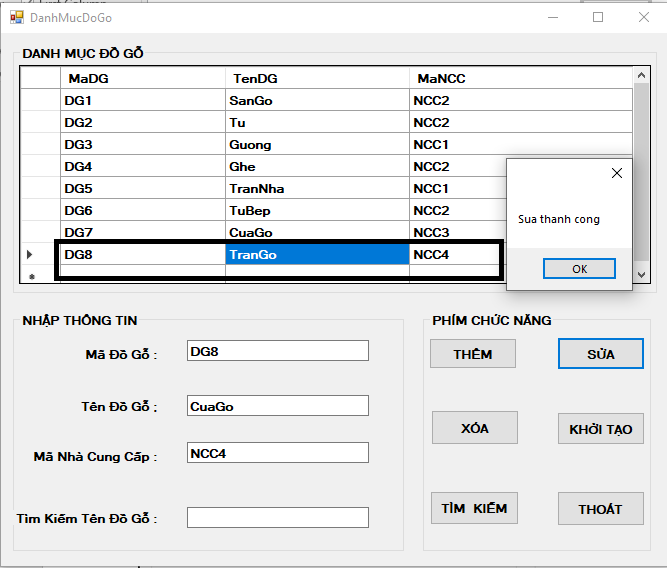 DanhMucDoGo
DANH MỤC ĐỒ GỖ
MaDG TenDG MaNCC
DG1 SanGo NCC2
DG2 Tu NCC2
DG3 Guong NCC1
DG4 Ghe NCC2
DG5 TranNha NCC1
DG6 TuBep NCC2
DG7 CuaGo NCC3
DG8 TranGo NCC4
Sua thanh cong
OK
NHẬP THÔNG TIN
Mã Đồ Gỗ : DG8
Tên Đồ Gỗ ; CuaGo
Mã Nhà Cung Cấp : NCC4
Tìm Kiếm Tên Đồ Gỗ :
PHÍM CHỨC NĂNG
THÊM SỬA
XÓA KHỞI TẠO
TÌM KIẾM THOÁT